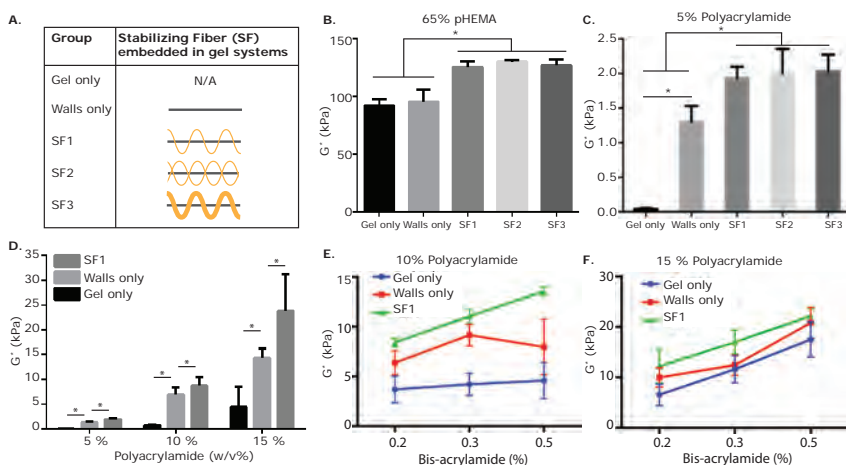 A.
Group
Stabilizing Fiber (SF)
embedded in gel systems
Gel only
N/A
Walls only
SF1
SF2
SF3
B.
65% pHEMA
G´ (kPa)
150
100
50
0
*
Gel only
Walls only
SF1
SF2
SF3
C.
5% Polyacrylamide
G´ (kPa)
2.5
2.0
1.5
1.0
0.5
0.0
*
*
Gel only
Walls only
SF1
SF2
SF3
D.
SF1
Walls only
Gel only
G´ (kPa)
35
30
25
20
15
10
5
0
* *
* *
* *
5 %
10 %
15 %
Polyacrylamide (w/v%)
E.
10% Polyacrylamide
Gel only
Walls only
SF1
G´ (kPa)
15
10
5
0
0.2
0.3
0.5
Bis-acrylamide (%)
F.
15 % Polyacrylamide
Gel only
Walls only
SF1
G´ (kPa)
30
20
10
0
0.2
0.3
0.5
Bis-acrylamide (%)